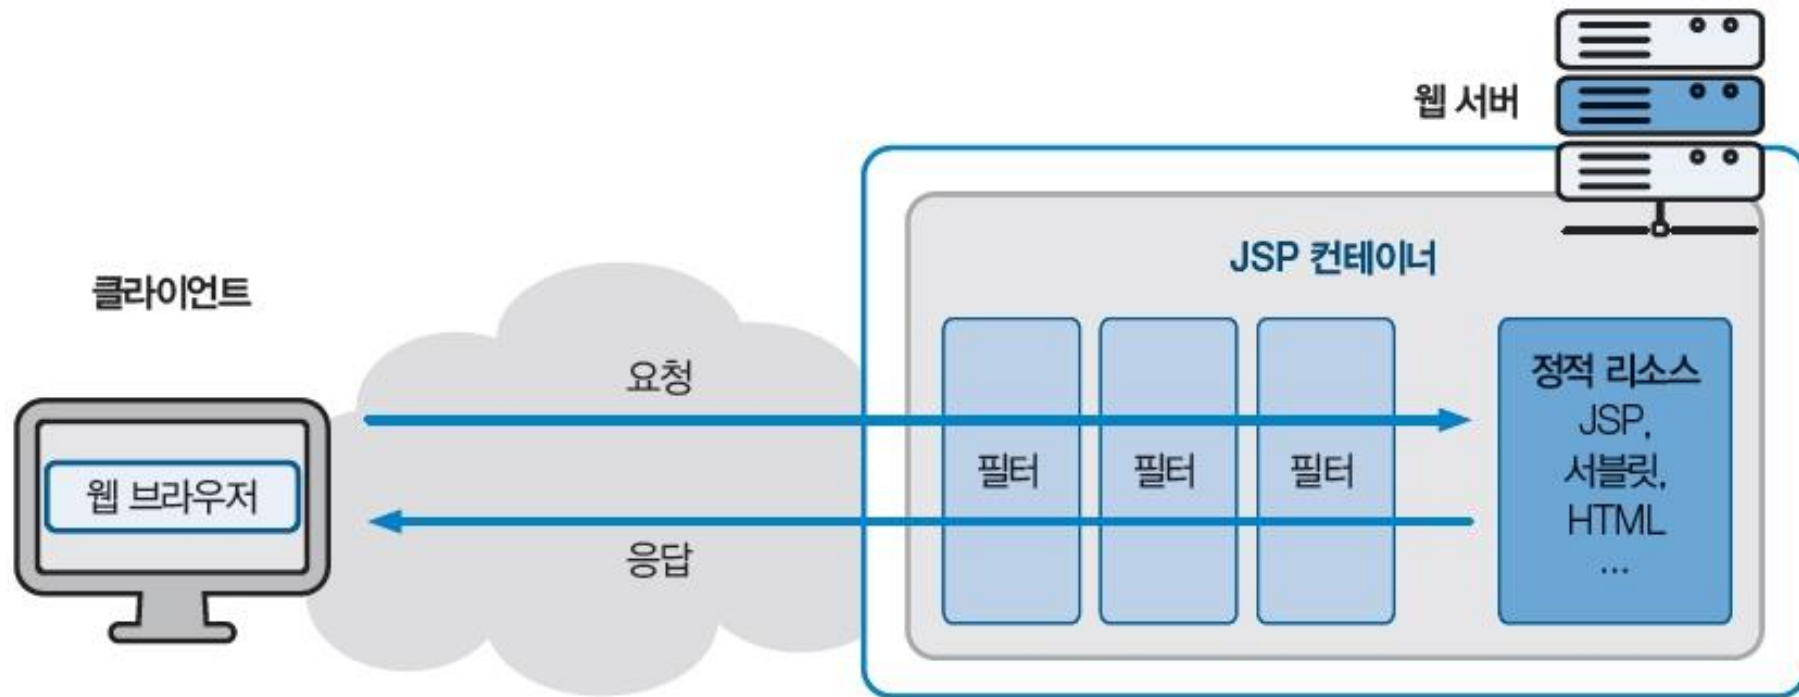 웹 서버
JSP 컨테이너
클라이언트
요청
정적 리소스
JSP,
서블릿,
HTML
...
웹 브라우저
필터
필터
필터
응답